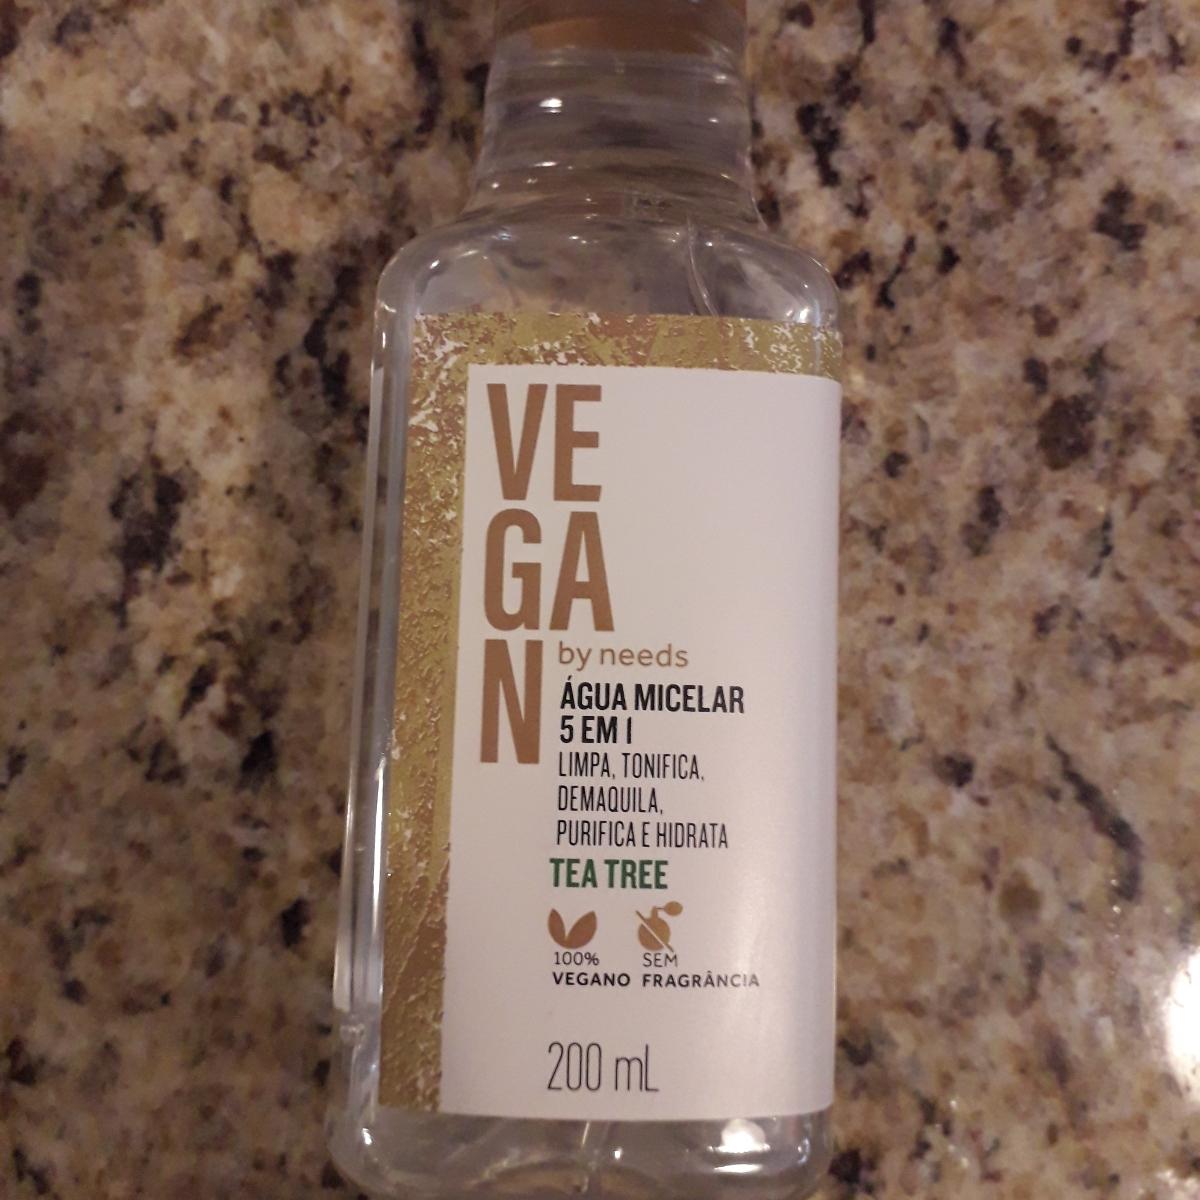 VE
GA
N
by needs
ÁGUA MICELAR
5 EM 1
LIMPA, TONIFICA,
DEMAQUILA,
PURIFICA E HIDRATA
TEA TREE
100% VEGANO
SEM FRAGRÂNCIA
200 mL